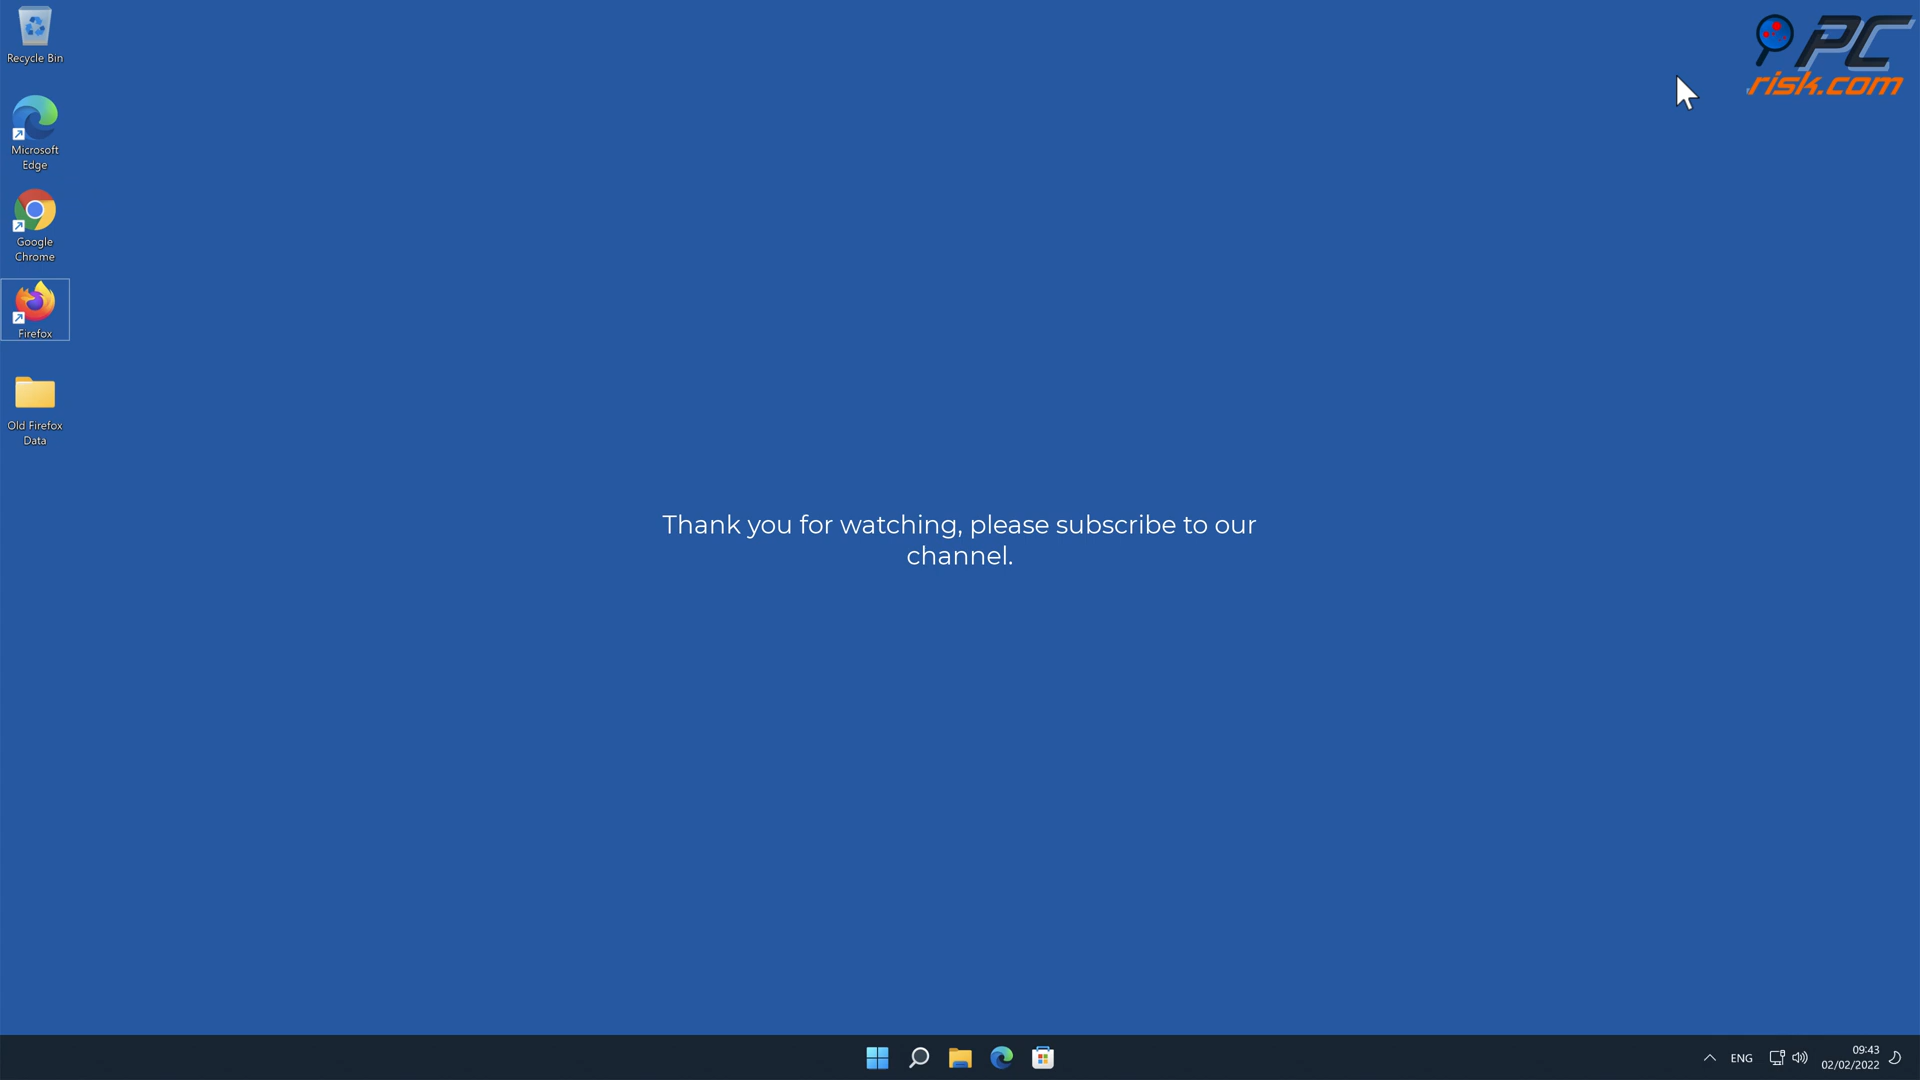 Recycle Bin
PC
risk.com
Microsoft
Edge
Google
Chrome
Firefox
Old Firefox
Data
Thank you for watching, please subscribe to our
channel.
ENG
09:43
02/02/2022